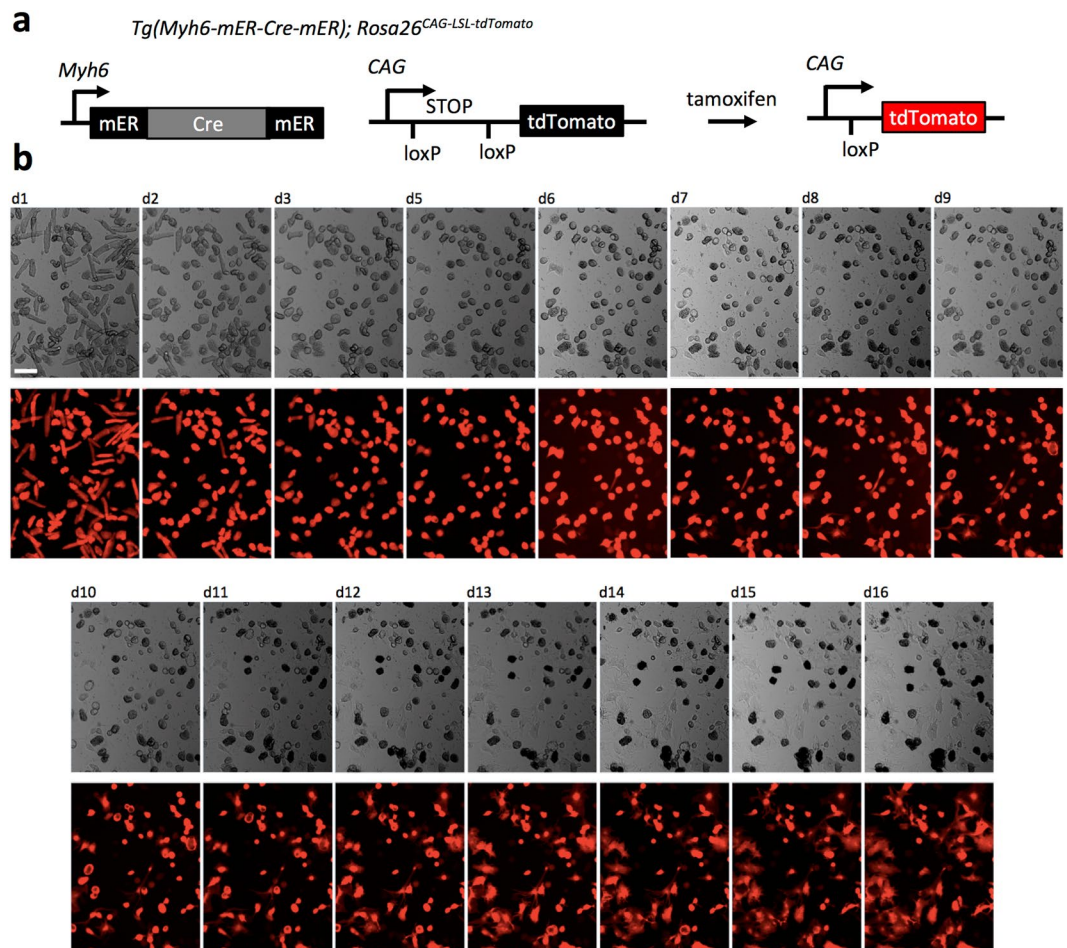 a
Tg(Myh6-mER-Cre-mER); Rosa26CAG-LSL-tdTomato
Myh6
mER Cre mER
CAG
STOP
tdTomato
loxP loxP
tamoxifen
CAG
tdTomato
loxP
b
d1 d2 d3 d5 d6 d7 d8 d9
d10 d11 d12 d13 d14 d15 d16